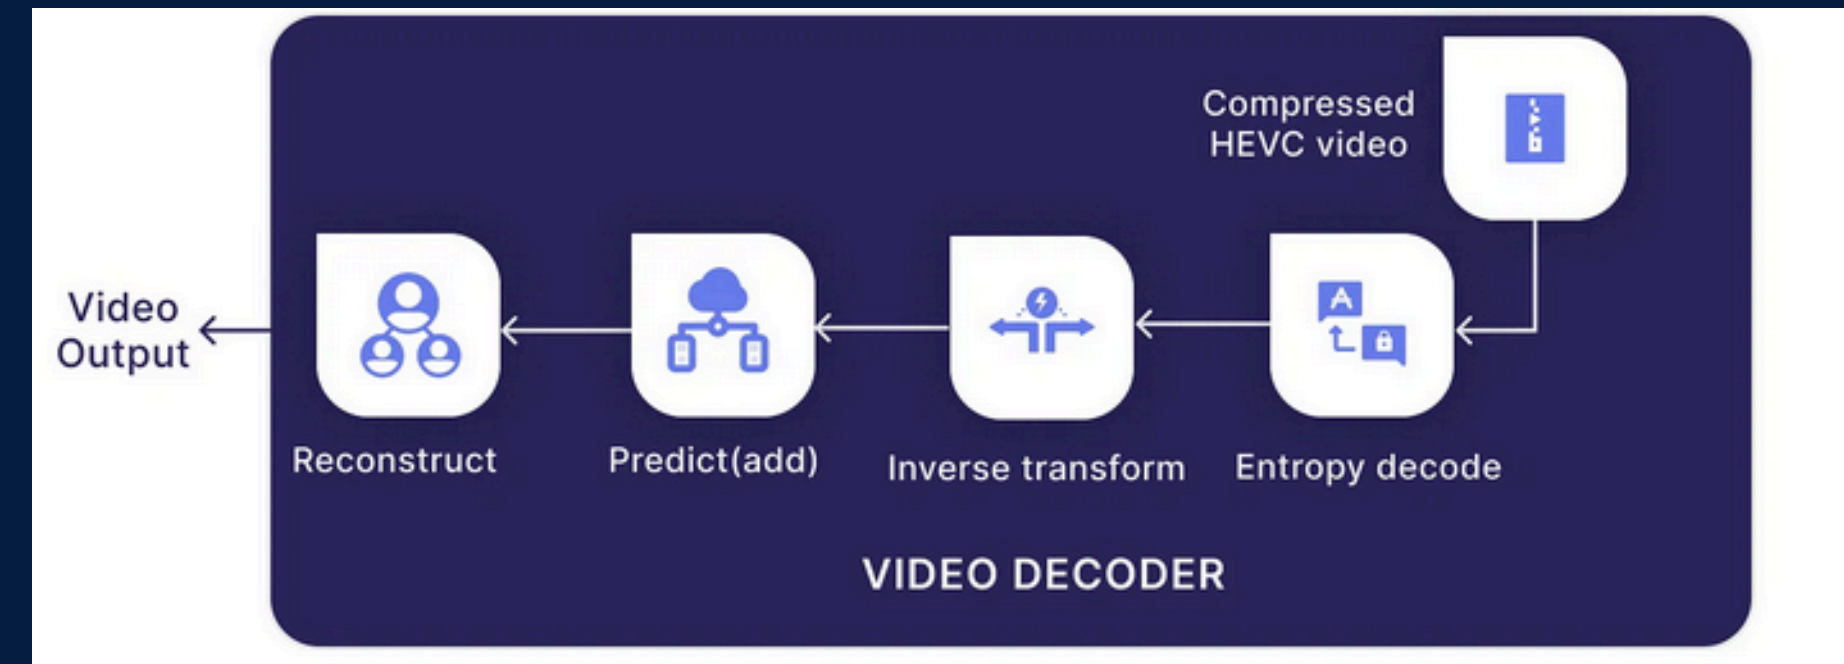 Compressed
HEVC video
Video
Output
Reconstruct
Predict(add)
Inverse transform
Entropy decode
VIDEO DECODER